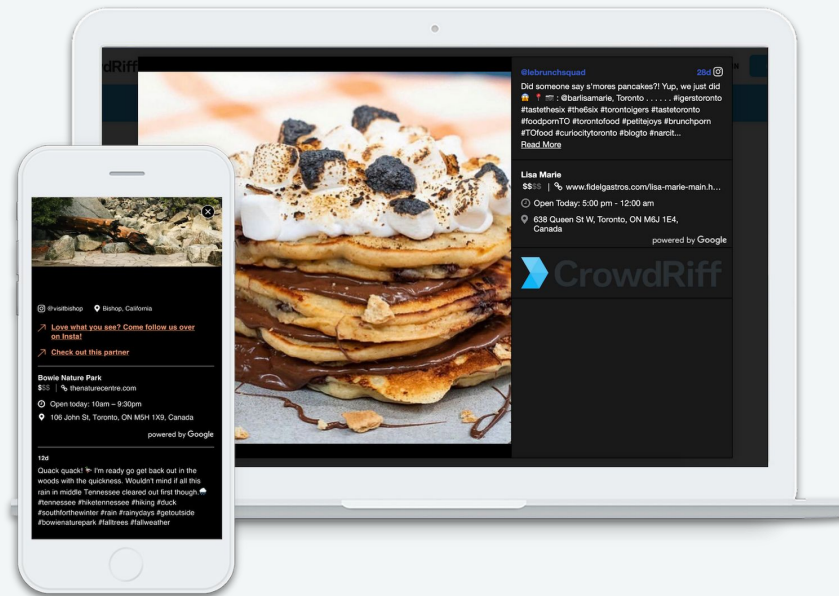 dRiff
@lebrunchsquad 28d
Did someone say s'mores pancakes?! Yup, we just did
😱 📍 📷 : @barlisamarie, Toronto . . . . . . #igerstoronto
#tastethesix #the6ix #torontoigers #tastetoronto
#foodpornTO #torontofood #petitejoys #brunchporn
#TOfood #curiocitytoronto #blogto #narcit...
Read More
Lisa Marie
$$$$ | www.fidelgastros.com/lisa-marie-main.h...
Open Today: 5:00 pm - 12:00 am
638 Queen St W, Toronto, ON M6J 1E4,
Canada
powered by Google
CrowdRiff
@visitbishop Bishop, California
Love what you see? Come follow us over
on Insta!
Check out this partner
Bowie Nature Park
$$$ | thenaturecentre.com
Open today: 10am – 9:30pm
106 John St, Toronto, ON M5H 1X9, Canada
powered by Google
12d
Quack quack! 🦆 I'm ready go get back out in the
woods with the quickness. Wouldn't mind if all this
rain in middle Tennessee cleared out first though.🌧
#tennessee #hiketennessee #hiking #duck
#southforthewinter #rain #rainydays #getoutside
#bowienaturepark #falltrees #fallweather